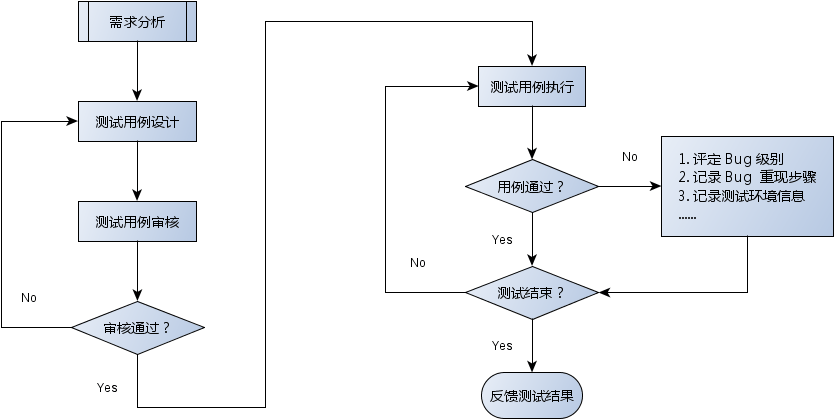 需求分析
测试用例设计
测试用例审核
审核通过？
No
Yes
测试用例执行
用例通过？
No
Yes
1. 评定 Bug 级别
2. 记录 Bug 重现步骤
3. 记录测试环境信息
......
测试结束？
No
Yes
反馈测试结果